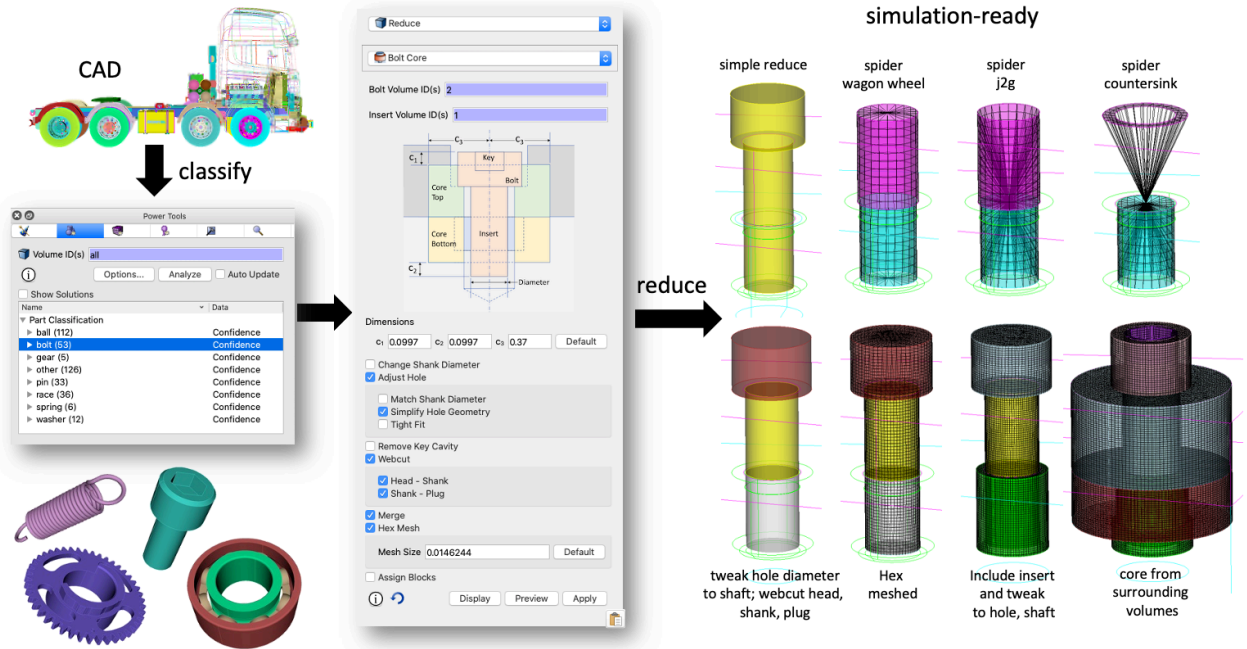 CAD
classify
Power Tools
Volume ID(s) all
Options... Analyze Auto Update
Show Solutions
Name Data
Part Classification
ball (112) Confidence
bolt (53) Confidence
gear (5) Confidence
other (126) Confidence
pin (33) Confidence
race (36) Confidence
spring (6) Confidence
washer (12) Confidence
Reduce
Bolt Core
Bolt Volume ID(s) 2
Insert Volume ID(s) 1
C3 C3
C1
Key
Bolt
Core
Top
Core
Bottom
Insert
C2
Diameter
Dimensions
C1 0.0997 C2 0.0997 C3 0.37 Default
Change Shank Diameter
Adjust Hole
Match Shank Diameter
Simplify Hole Geometry
Tight Fit
Remove Key Cavity
Webcut
Head - Shank
Shank - Plug
Merge
Hex Mesh
Mesh Size 0.0146244 Default
Assign Blocks
Display Preview Apply
reduce
simulation-ready
simple reduce
spider
wagon wheel
spider
j2g
spider
countersink
tweak hole diameter
to shaft; webcut head,
shank, plug
Hex
meshed
Include insert
and tweak
to hole, shaft
core from
surrounding
volumes